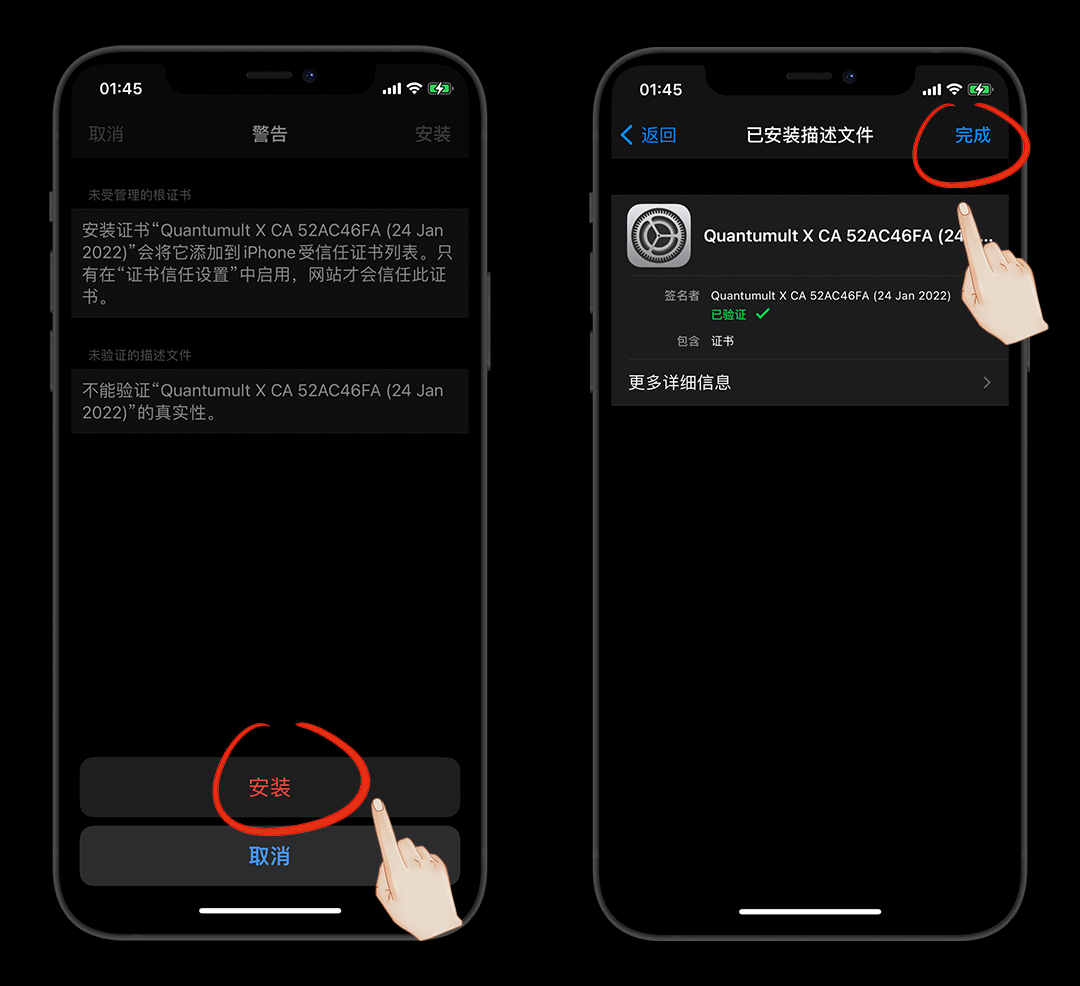 01:45
取消
警告
安装
未受管理的根证书
安装证书“Quantumult X CA 52AC46FA (24 Jan
2022)”会将它添加到 iPhone 受信任证书列表。只
有在“证书信任设置”中启用，网站才会信任此证
书。
未验证的描述文件
不能验证“Quantumult X CA 52AC46FA (24 Jan
2022)”的真实性。
安装
取消
01:45
返回
已安装描述文件
完成
Quantumult X CA 52AC46FA (24...
签名者 Quantumult X CA 52AC46FA (24 Jan 2022)
已验证
包含 证书
更多详细信息